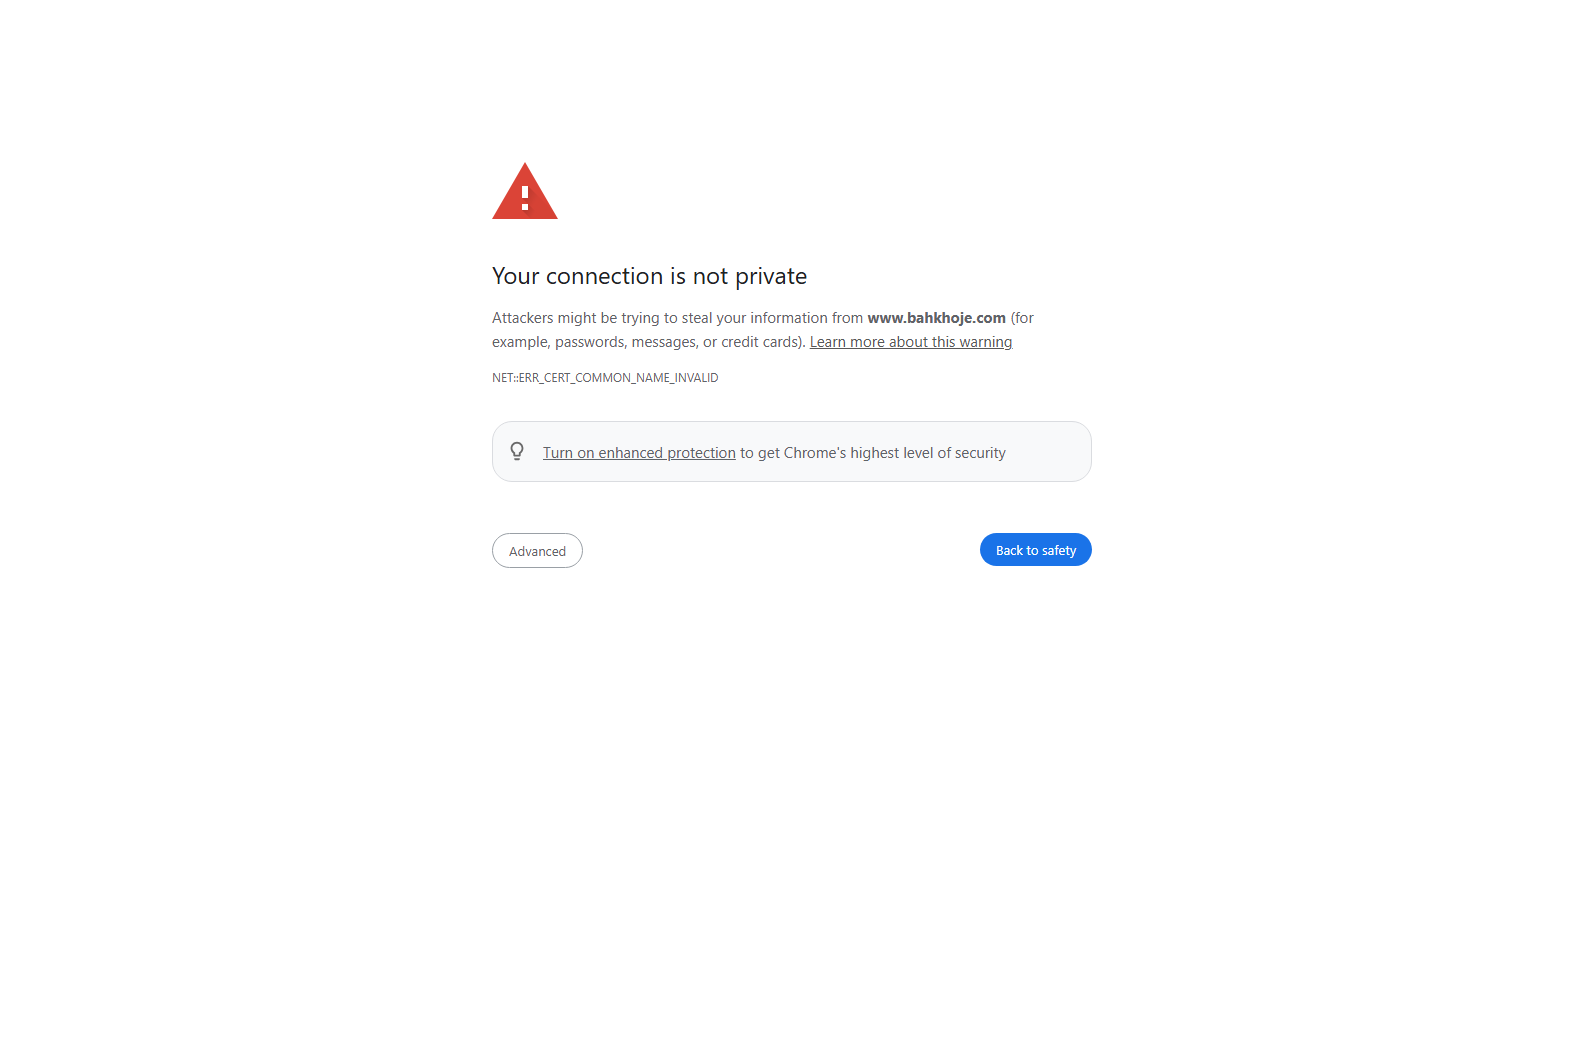 Your connection is not private
Attackers might be trying to steal your information from www.bahkhoje.com (for
example, passwords, messages, or credit cards). Learn more about this warning
NET::ERR_CERT_COMMON_NAME_INVALID
Turn on enhanced protection to get Chrome's highest level of security
Advanced
Back to safety